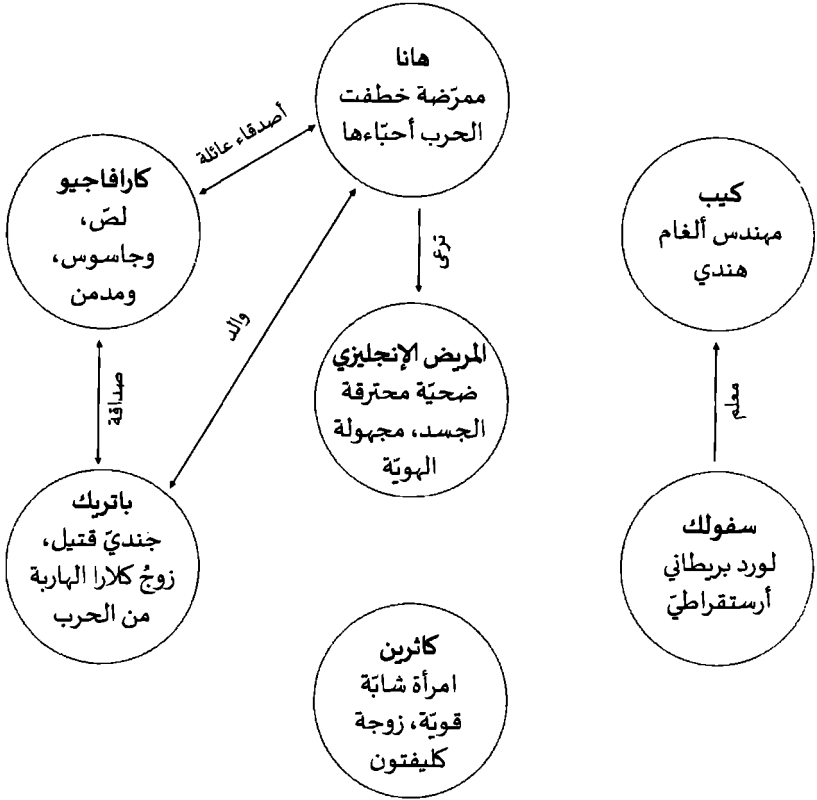 هانا
ممرّضة خطفت
الحرب أحبّاءها
أصدقاء عائلة
كارافاجيو
لصّ،
وجاسوس،
ومدمن
كيب
مهندس ألغام
هندي
ترعى
والد
المريض الإنجليزي
ضحيّة محترقة
الجسد، مجهولة
الهويّة
صداقة
معلم
باتريك
جنديّ قتيل،
زوجُ كلارا الهاربة
من الحرب
سفولك
لورد بريطاني
أرستقراطيّ
كاثرين
امرأة شابّة
قويّة، زوجة
كليفتون